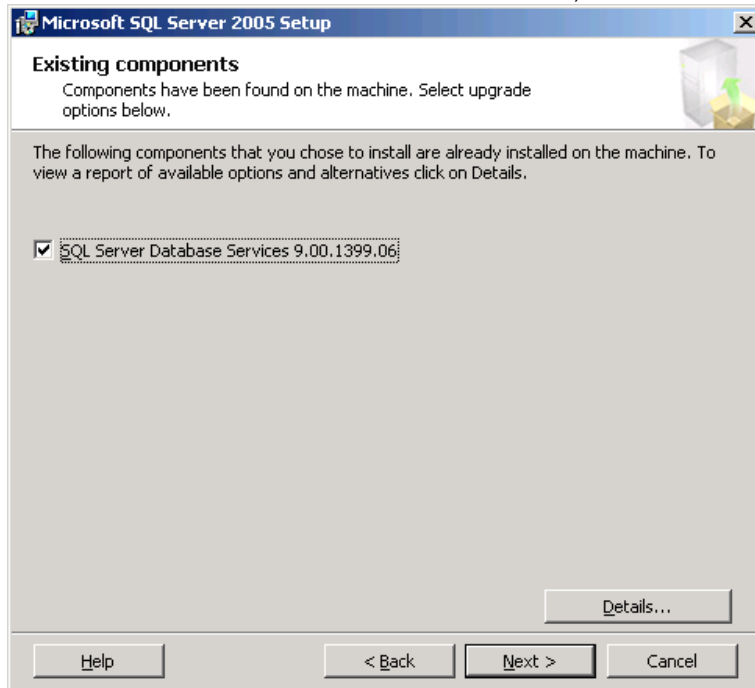 Microsoft SQL Server 2005 Setup
Existing components
Components have been found on the machine. Select upgrade
options below.
The following components that you chose to install are already installed on the machine. To
view a report of available options and alternatives click on Details.
SQL Server Database Services 9.00.1399.06
Details...
Help
< Back
Next >
Cancel